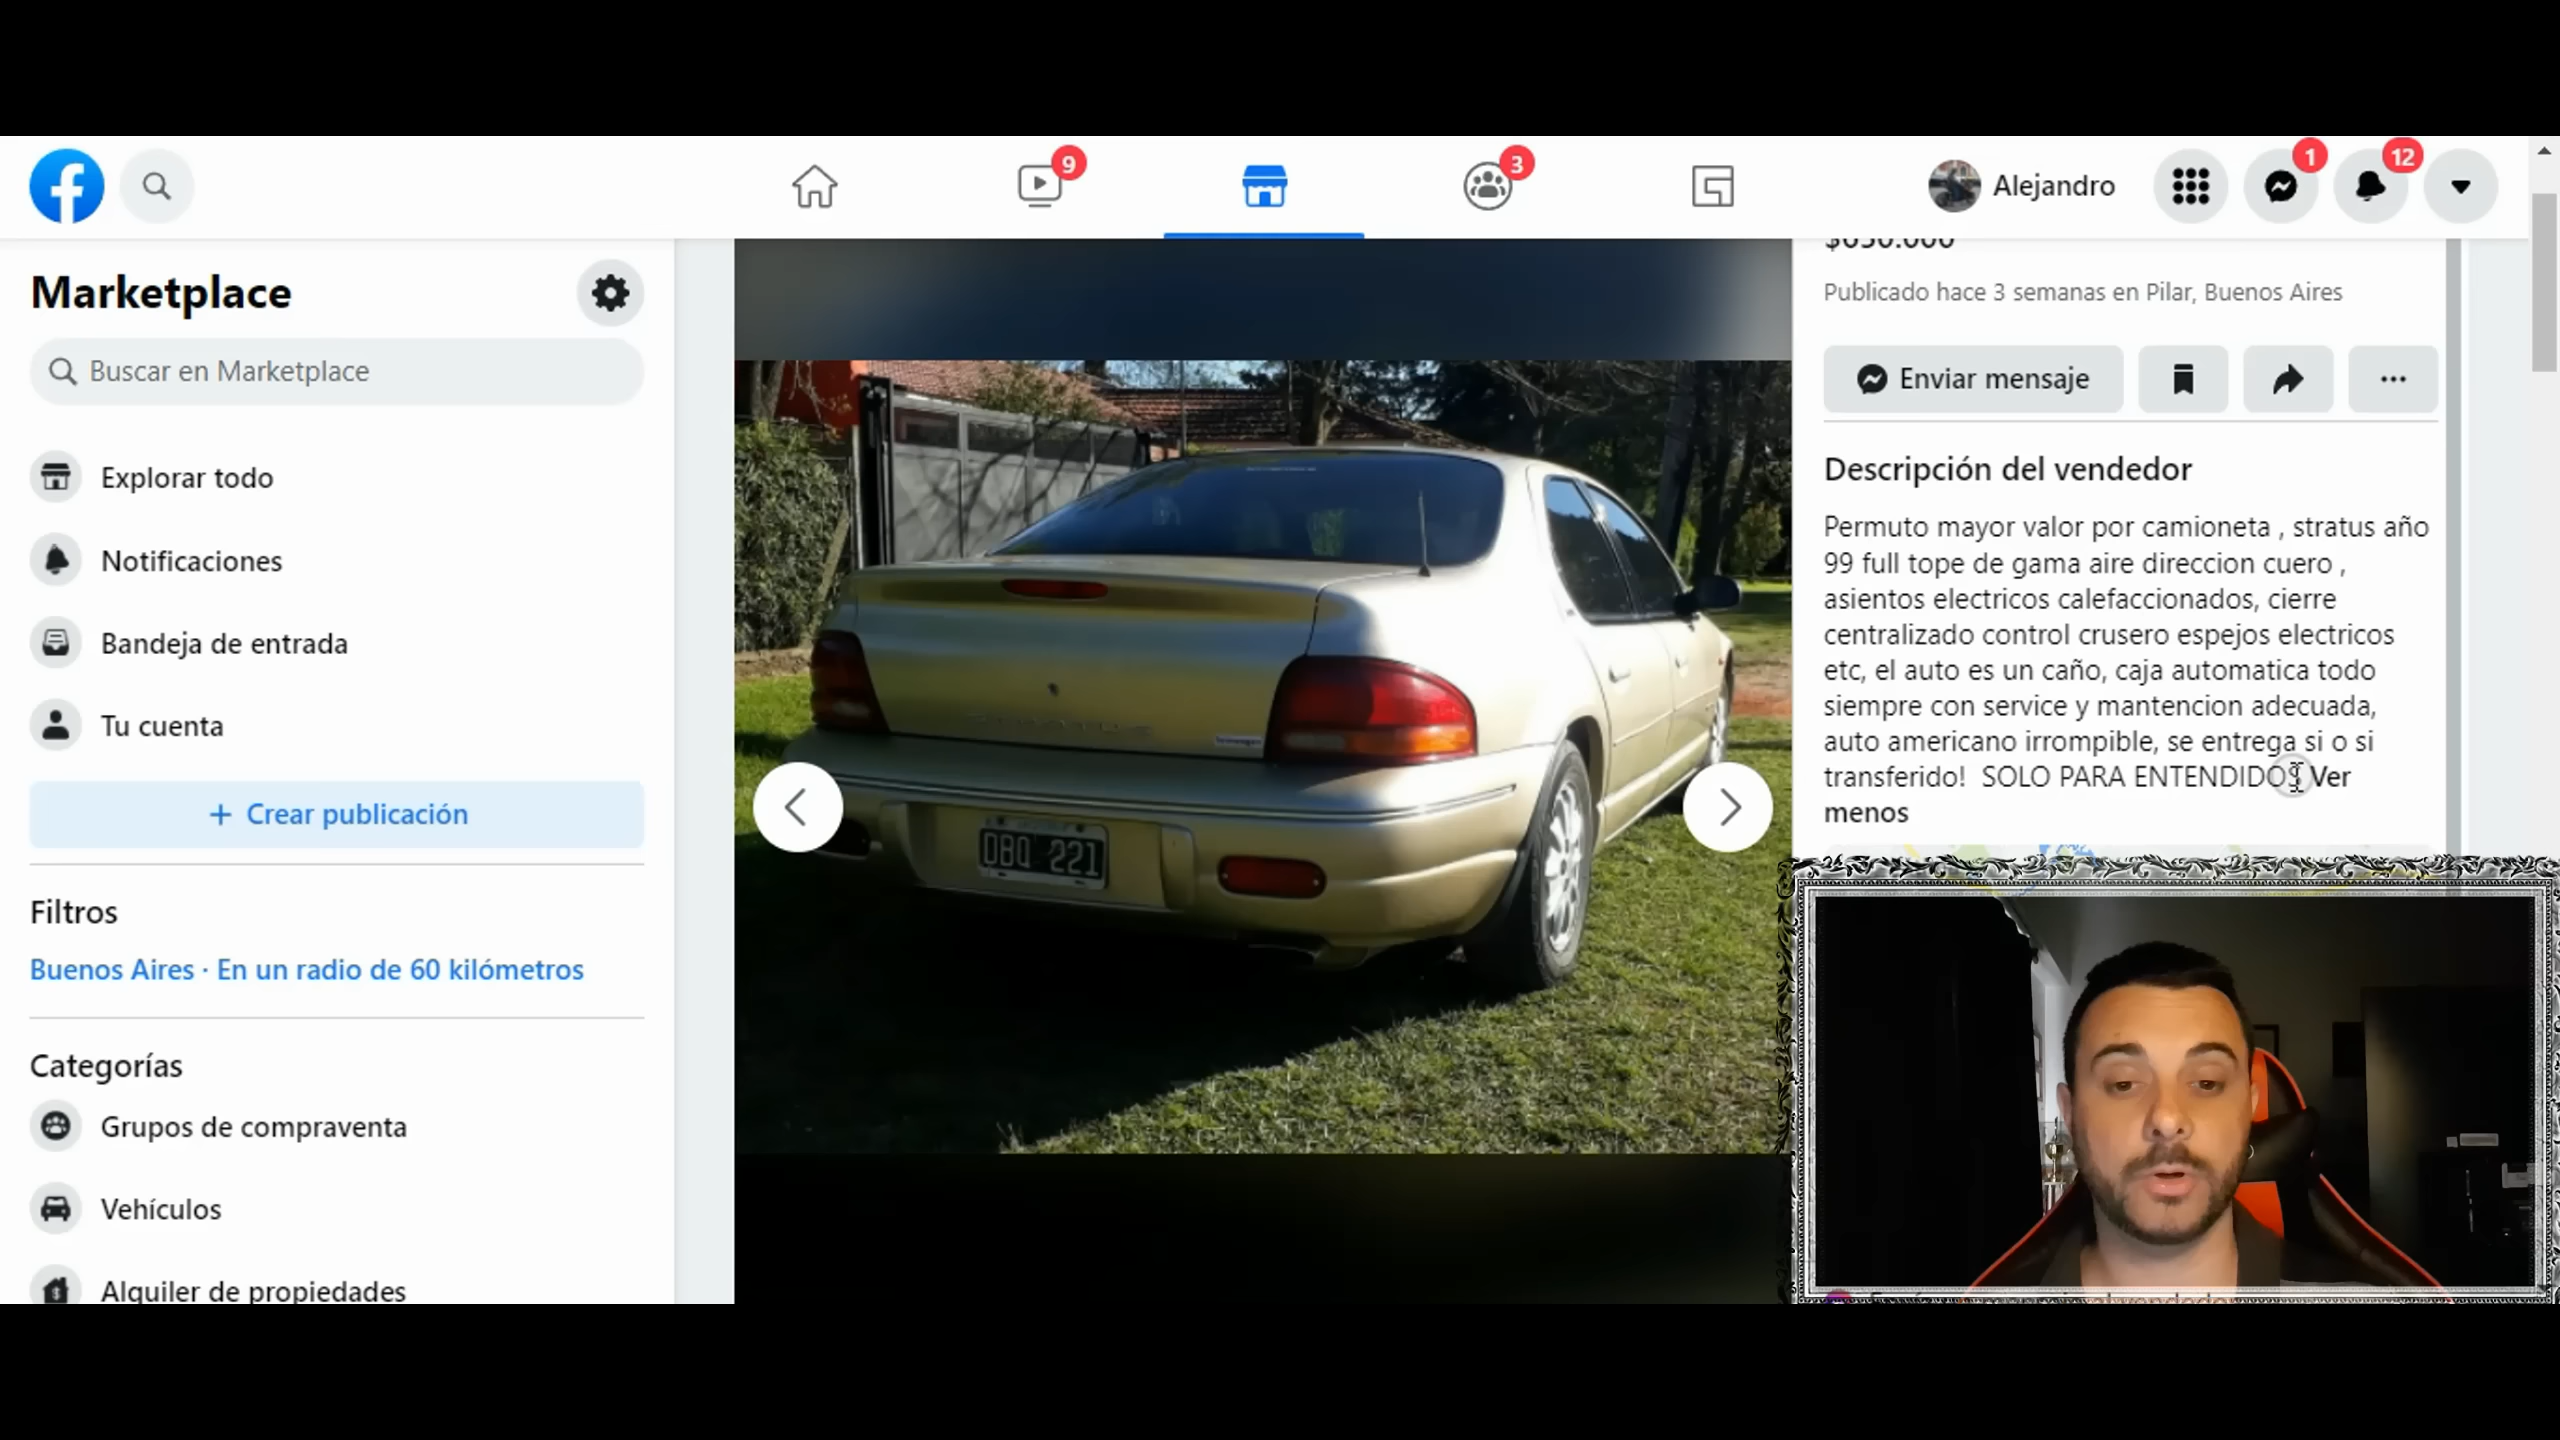 9
3
Alejandro
1
12
Marketplace
Buscar en Marketplace
Explorar todo
Notificaciones
Bandeja de entrada
Tu cuenta
+ Crear publicación
Filtros
Buenos Aires · En un radio de 60 kilómetros
Categorías
Grupos de compraventa
Vehículos
Alquiler de propiedades
DBQ 221
$650.000
Publicado hace 3 semanas en Pilar, Buenos Aires
Enviar mensaje
Descripción del vendedor
Permuto mayor valor por camioneta , stratus año
99 full tope de gama aire direccion cuero ,
asientos electricos calefaccionados, cierre
centralizado control crusero espejos electricos
etc, el auto es un caño, caja automatica todo
siempre con service y mantencion adecuada,
auto americano irrompible, se entrega si o si
transferido!  SOLO PARA ENTENDIDOS Ver
menos